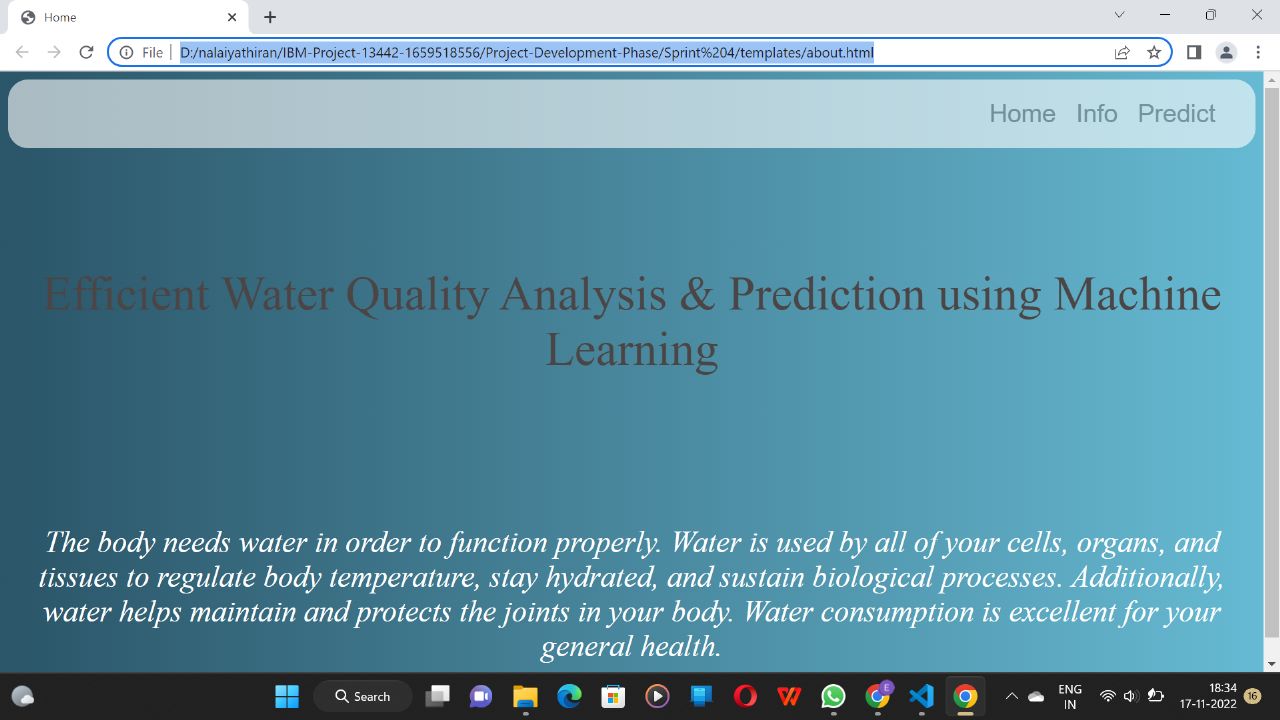 Home
File
D:/nalaiyathiran/IBM-Project-13442-1659518556/Project-Development-Phase/Sprint%204/templates/about.html
Home Info Predict
Efficient Water Quality Analysis & Prediction using Machine
Learning
The body needs water in order to function properly. Water is used by all of your cells, organs, and
tissues to regulate body temperature, stay hydrated, and sustain biological processes. Additionally,
water helps maintain and protects the joints in your body. Water consumption is excellent for your
general health.
Search
E
ENG
IN
18:34
17-11-2022
16